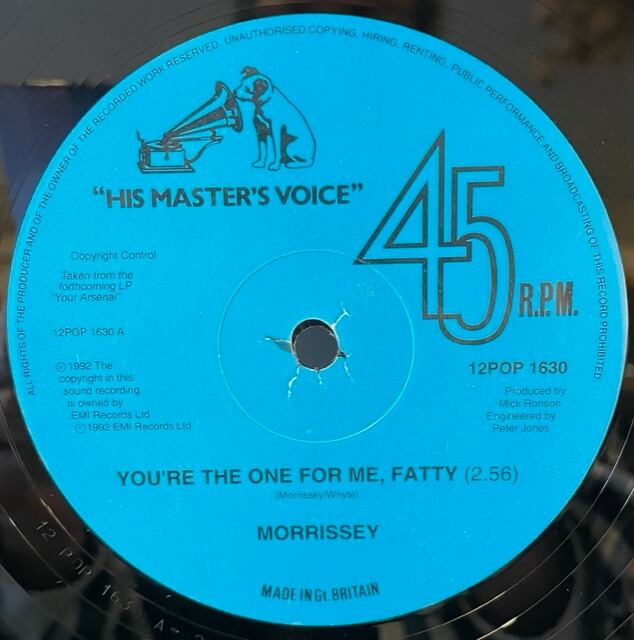 ALL RIGHTS OF THE PRODUCER AND OF THE OWNER OF THE RECORDED WORK RESERVED. UNAUTHORISED COPYING, HIRING, RENTING, PUBLIC PERFORMANCE AND BROADCASTING OF THIS RECORD PROHIBITED.
"HIS MASTER'S VOICE"
45 R.P.M.
Copyright Control
Taken from the
forthcoming LP
"Your Arsenal"
12POP 1630 A
Ⓟ1992 The
copyright in this
sound recording
is owned by
EMI Records Ltd
©1992 EMI Records Ltd
12POP 1630
Produced by
Mick Ronson
Engineered by
Peter Jones
YOU'RE THE ONE FOR ME, FATTY (2.56)
(Morrissey/Whyte)
MORRISSEY
MADE IN Gt. BRITAIN
12 POP